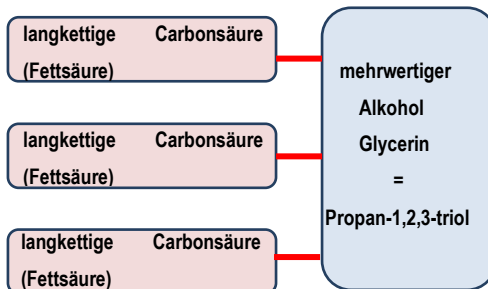 langkettige Carbonsäure
(Fettsäure)
langkettige Carbonsäure
(Fettsäure)
langkettige Carbonsäure
(Fettsäure)
mehrwertiger
Alkohol
Glycerin
=
Propan-1,2,3-triol